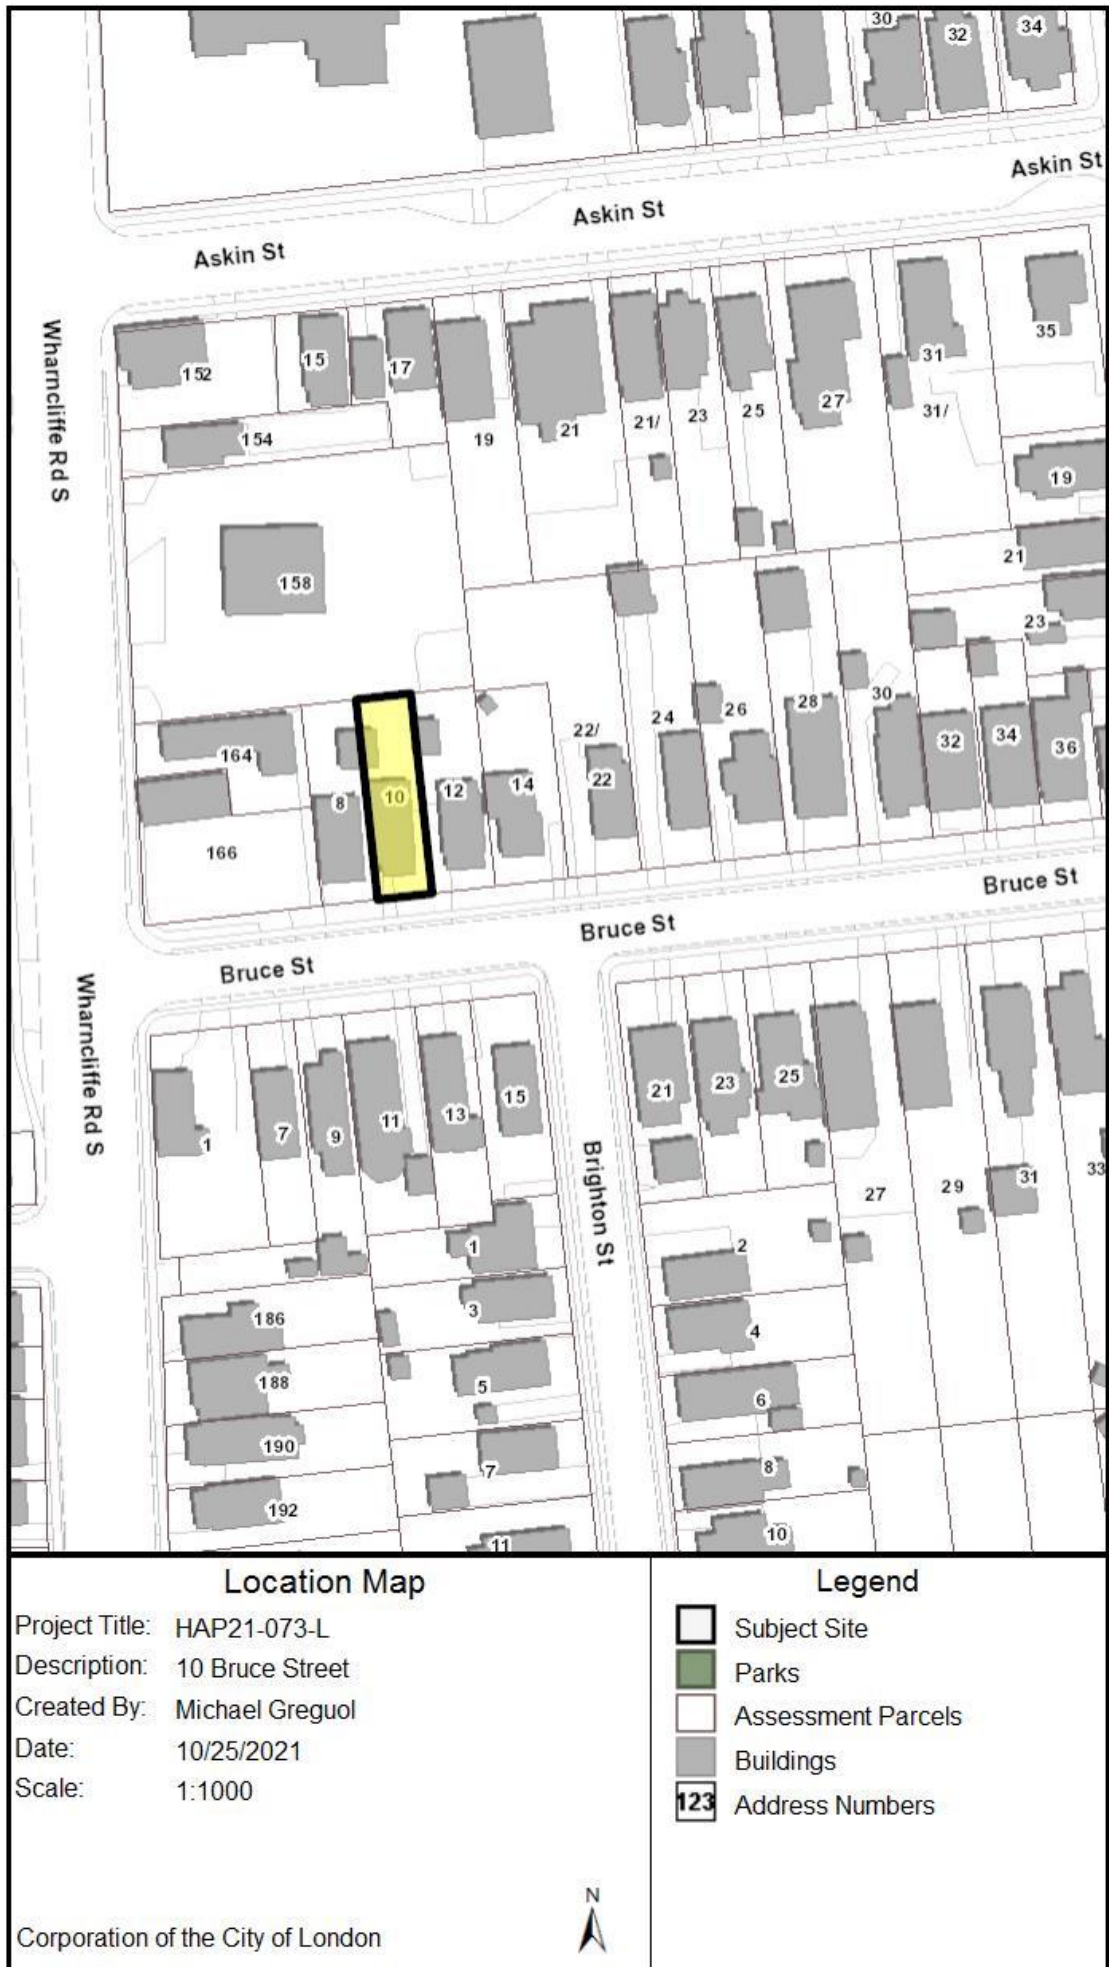 30
32
34
Askin St
Askin St
Askin St
Wharncliffe Rd S
152
15
17
19
21
21/
23
25
27
31
31/
35
154
19
158
21
23
164
8
10
12
14
22/
22
24
26
28
30
32
34
36
166
Bruce St
Bruce St
Bruce St
Wharncliffe Rd S
1
7
9
11
13
15
Brighton St
21
23
25
27
29
31
33
1
3
5
7
11
2
4
6
8
10
186
188
190
192
Location Map
Project Title: HAP21-073-L
Description: 10 Bruce Street
Created By: Michael Greguol
Date: 10/25/2021
Scale: 1:1000
N
Corporation of the City of London
Legend
Subject Site
Parks
Assessment Parcels
Buildings
123 Address Numbers